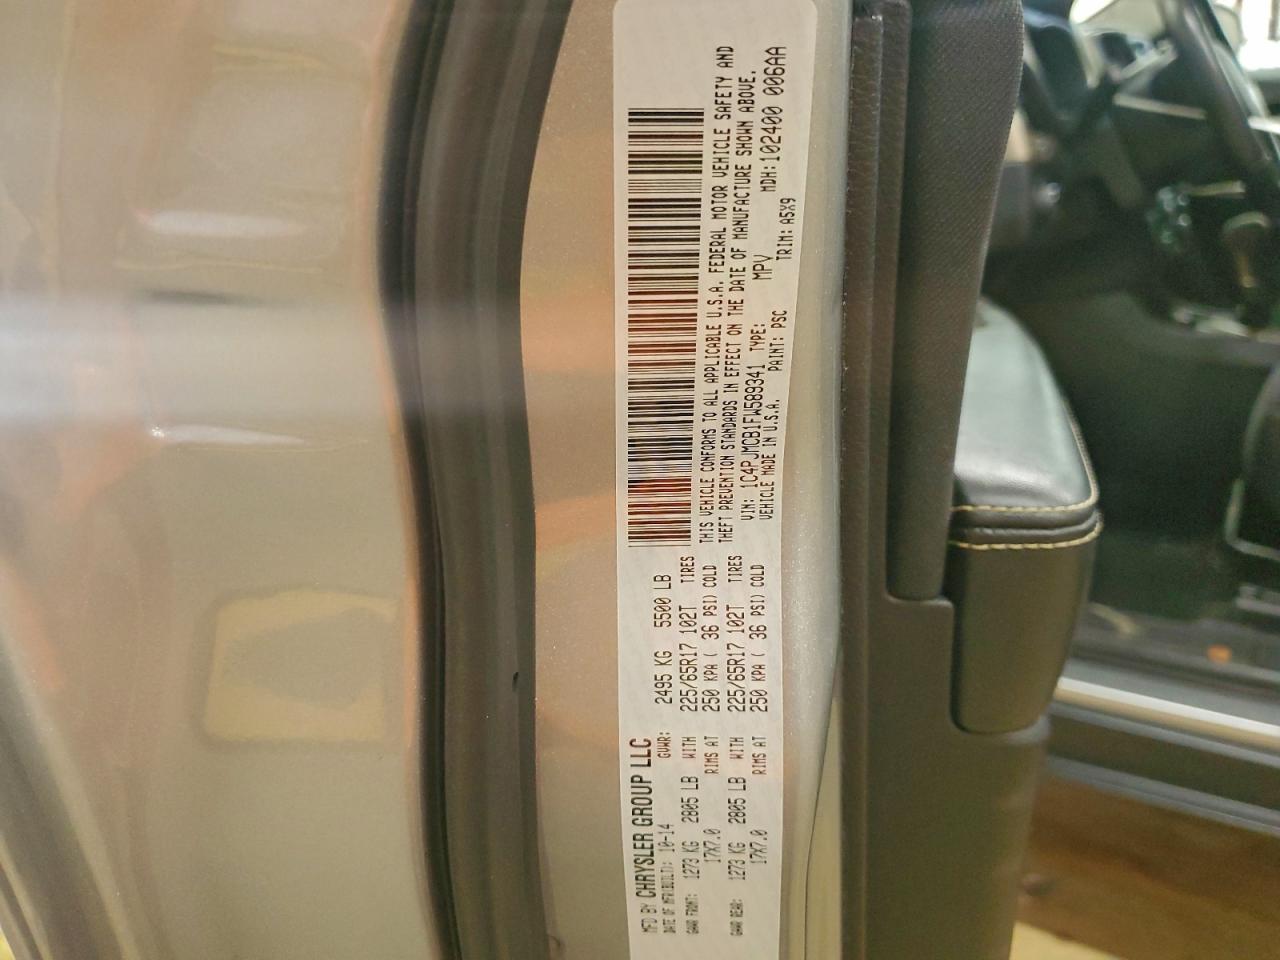 MFD BY CHRYSLER GROUP LLC
DATE OF MFR(BUILT): 10-14 GVWR: 2495 KG 5500 LB
GAWR FRONT: 1273 KG 2805 LB WITH 225/65R17 102T TIRES
17X7.0 RIMS AT 250 KPA ( 36 PSI) COLD
GAWR REAR: 1273 KG 2805 LB WITH 225/65R17 102T TIRES
17X7.0 RIMS AT 250 KPA ( 36 PSI) COLD
THIS VEHICLE CONFORMS TO ALL APPLICABLE U.S.A. FEDERAL MOTOR VEHICLE SAFETY AND
THEFT PREVENTION STANDARDS IN EFFECT ON THE DATE OF MANUFACTURE SHOWN ABOVE.
VIN: 1C4PJMCB1FW589341 TYPE: MPV MDH:102400 006AA
VEHICLE MADE IN U.S.A. PAINT: PSC TRIM: A5X9